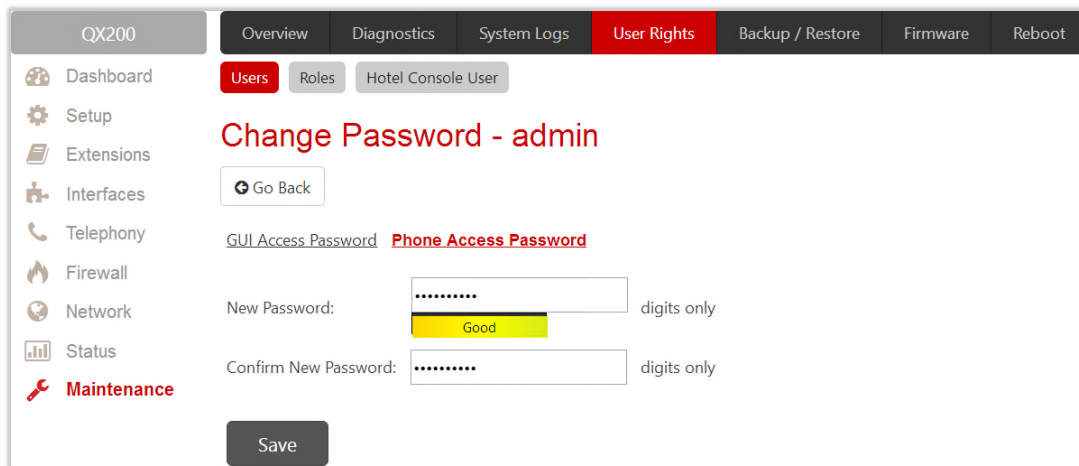 QX200
Overview Diagnostics System Logs User Rights Backup / Restore Firmware Reboot
Dashboard
Setup
Extensions
Interfaces
Telephony
Firewall
Network
Status
Maintenance
Users Roles Hotel Console User
Change Password - admin
Go Back
GUI Access Password Phone Access Password
New Password: •••••••••• digits only
Good
Confirm New Password: •••••••••• digits only
Save